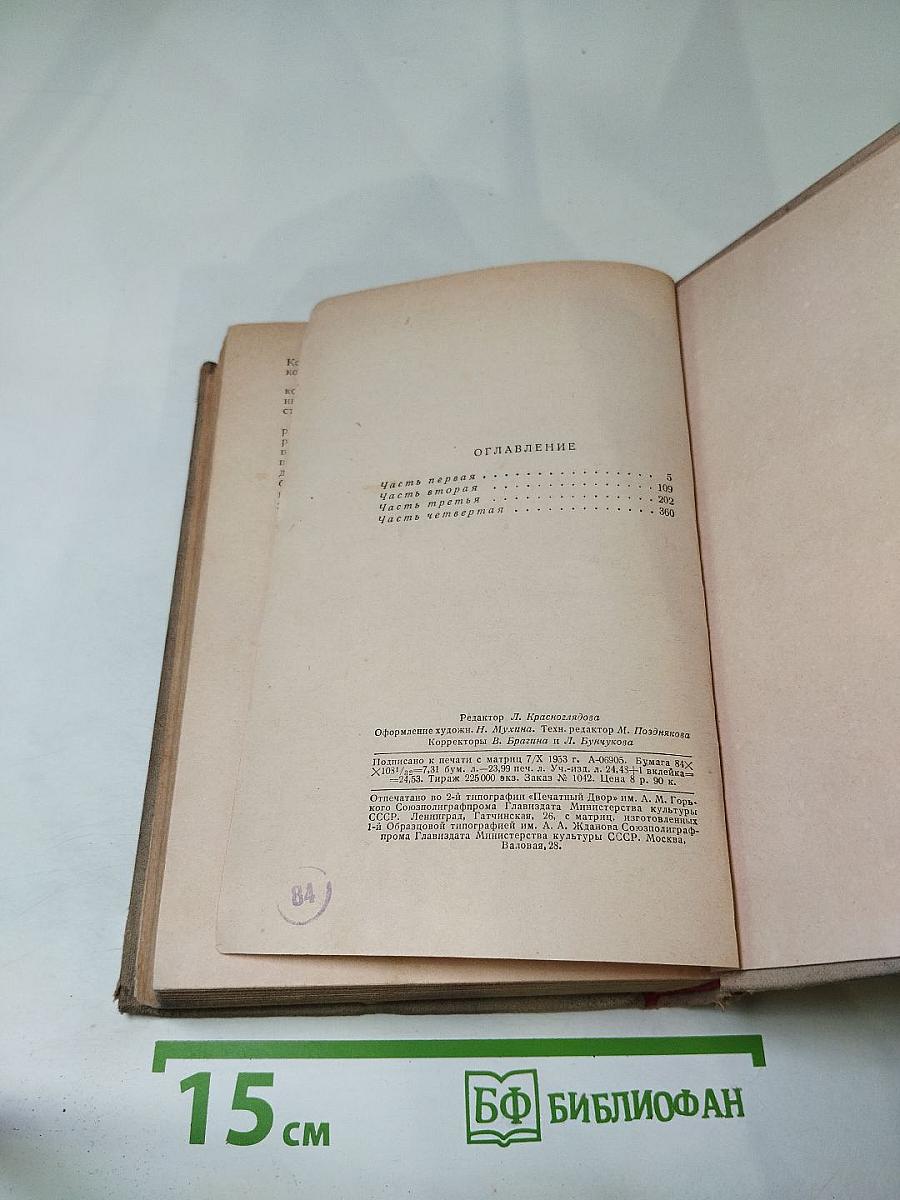 ОГЛАВЛЕНИЕ
Часть первая . . . . . . . . . . . . . . . . 5
Часть вторая . . . . . . . . . . . . . . . . 109
Часть третья . . . . . . . . . . . . . . . . 202
Часть четвертая . . . . . . . . . . . . . 360
Редактор Л. Красноглядова
Оформление художн. Н. Мухина. Техн. редактор М. Позднякова
Корректоры В. Брагина и Л. Бунчукова
Подписано к печати с матриц 7/X 1953 г. А-06905. Бумага 84×
×108¹/₃₂=7,31 бум. л.—23,99 печ. л. Уч.-изд. л. 24,48+1 вклейка=
=24,53. Тираж 225000 экз. Заказ № 1042. Цена 8 р. 90 к.
Отпечатано во 2-й типографии «Печатный Двор» им. А. М. Горь-
кого Союзполиграфпрома Главиздата Министерства культуры
СССР. Ленинград, Гатчинская, 26, с матриц, изготовленных
1-й Образцовой типографией им. А. А. Жданова Союзполиграф-
прома Главиздата Министерства культуры СССР. Москва,
Валовая, 28.
84
15 см
БФ БИБЛИОФАН